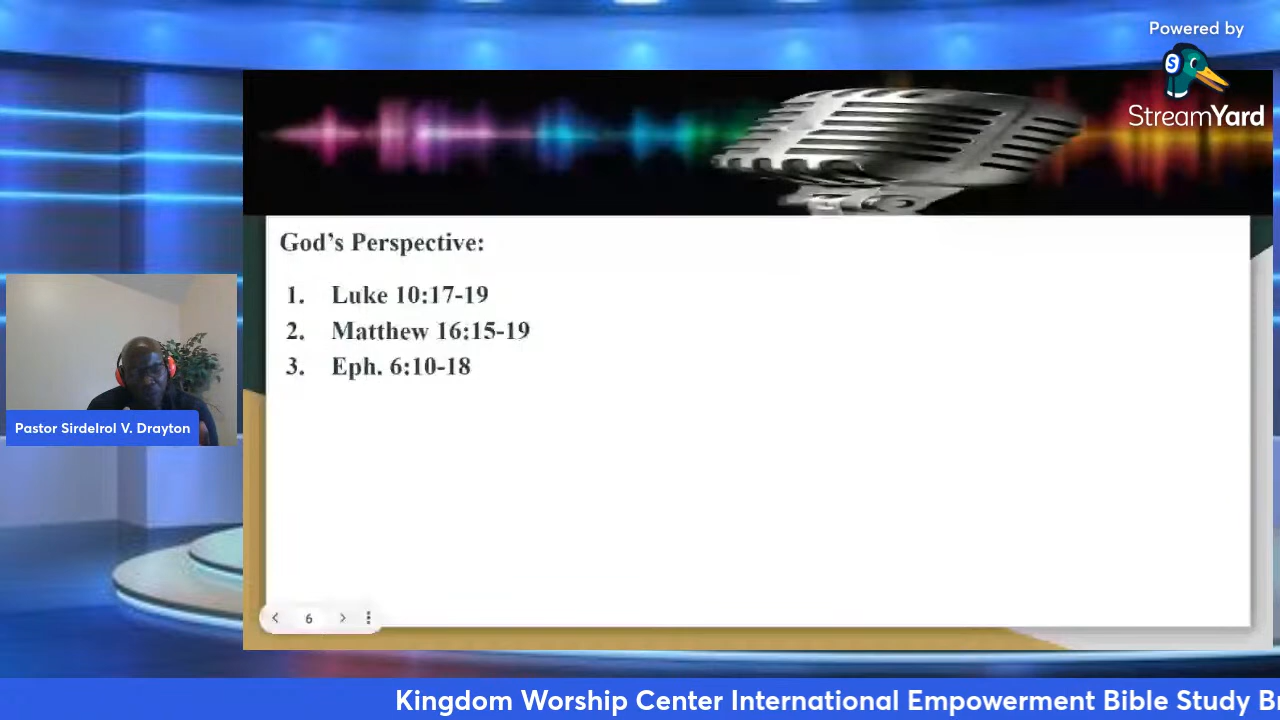 Powered by
S
StreamYard
God’s Perspective:
1. Luke 10:17-19
2. Matthew 16:15-19
3. Eph. 6:10-18
Pastor Sirdelrol V. Drayton
6
Kingdom Worship Center International Empowerment Bible Study